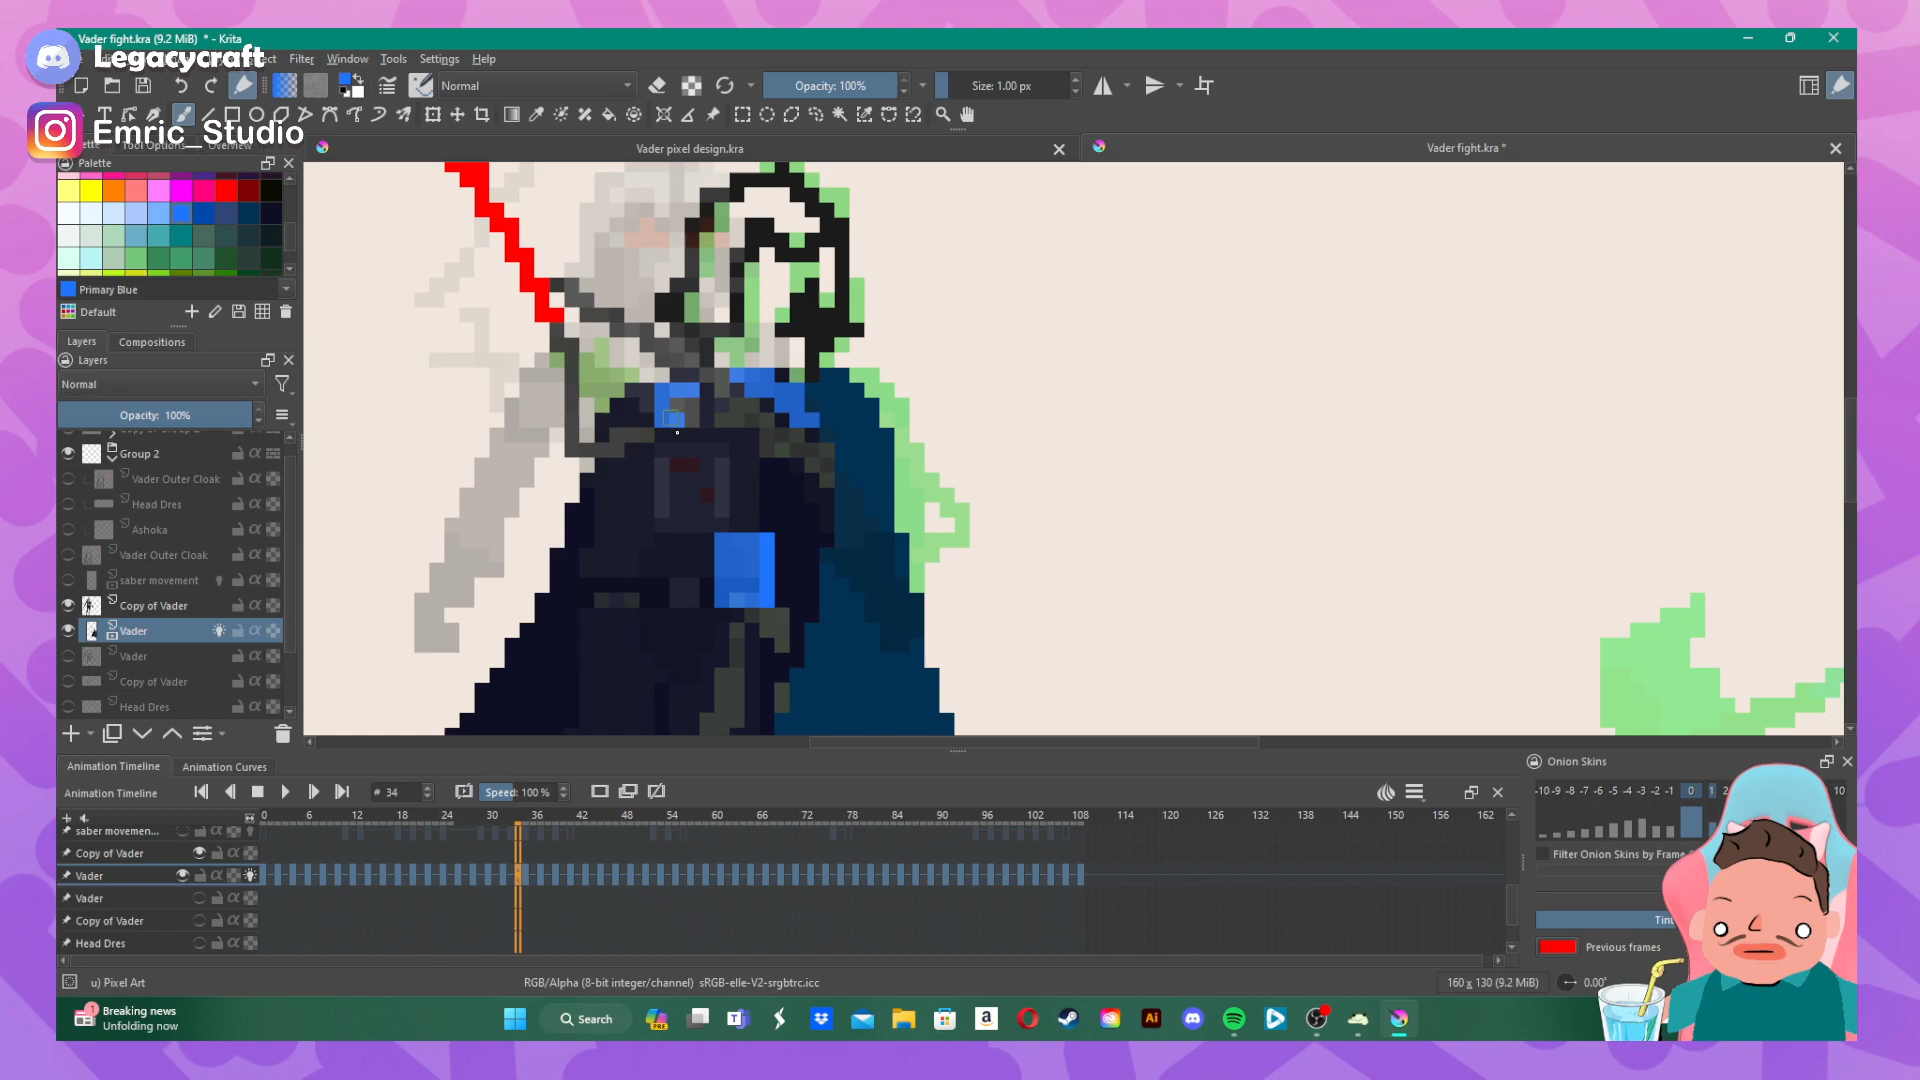 Vader fight.kra (9.2 MiB) * - Krita
Legacycraft
Filter Window Tools Settings Help
Normal
Opacity: 100%
Size: 1.00 px
Emric_ Studio
Tool Options
Overview
Vader pixel design.kra
Vader fight.kra *
Palette
Primary Blue
Default
Layers
Compositions
Layers
Normal
Opacity: 100%
Group 2
Vader Outer Cloak
Head Dres
Ashoka
Vader Outer Cloak
saber movement
Copy of Vader
Vader
Vader
Copy of Vader
Head Dres
Animation Timeline
Animation Curves
Onion Skins
Animation Timeline
# 34
Speed: 100 %
-10 -9 -8 -7 -6 -5 -4 -3 -2 -1 0 1 2 10
0 6 12 18 24 30 36 42 48 54 60 66 72 78 84 90 96 102 108 114 120 126 132 138 144 150 156 162
saber movemen...
Copy of Vader
Filter Onion Skins by Frame
Vader
Vader
Copy of Vader
Head Dres
Previous frames
u) Pixel Art
RGB/Alpha (8-bit integer/channel) sRGB-elle-V2-srgbtrc.icc
160 x 130 (9.2 MiB)
0.00°
1
Breaking news
Unfolding now
Search
PRE
Ai